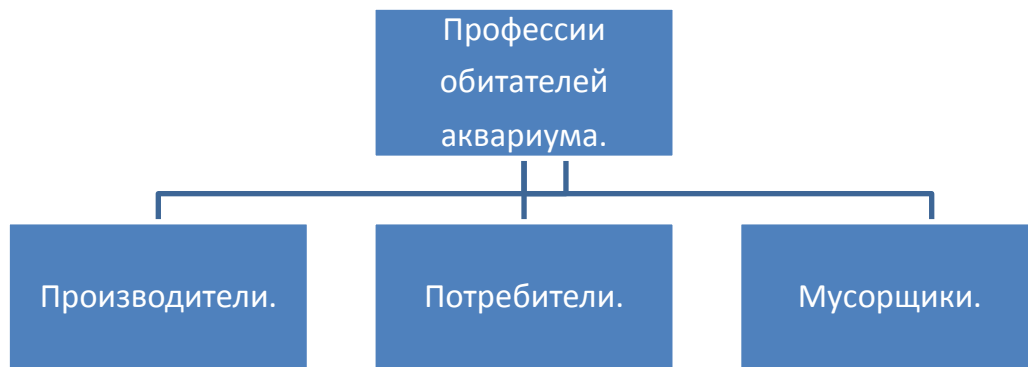 Профессии
обитателей
аквариума.
Производители.
Потребители.
Мусорщики.